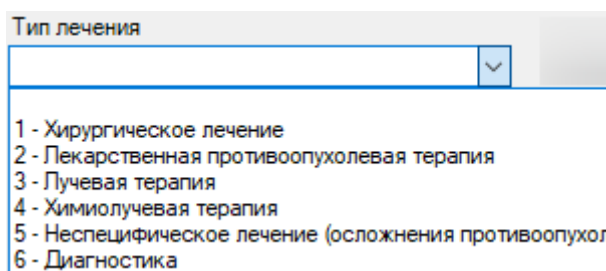 Тип лечения
1 - Хирургическое лечение
2 - Лекарственная противоопухолевая терапия
3 - Лучевая терапия
4 - Химиолучевая терапия
5 - Неспецифическое лечение (осложнения
6 - Диагностика